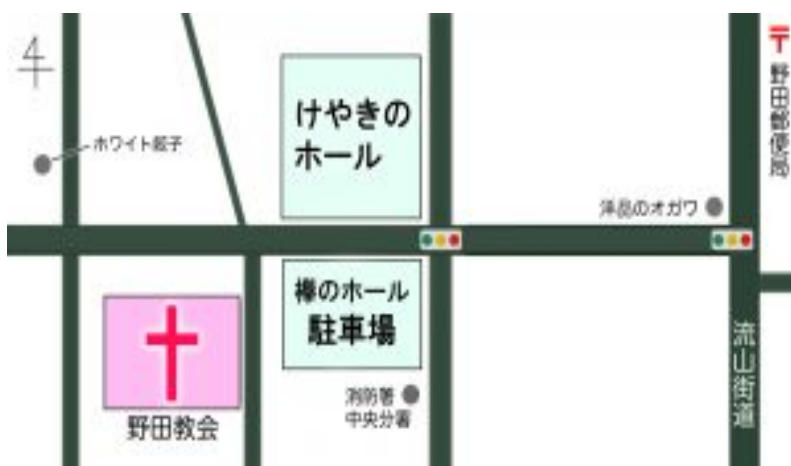 ホワイト餃子
けやきの
ホール
〒
野田郵便局
洋品のオガワ
欅のホール
駐車場
消防署
中央分署
野田教会
流山街道